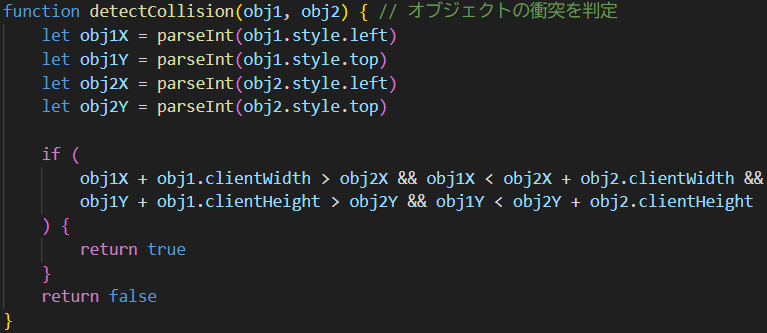 function detectCollision(obj1, obj2) { // オブジェクトの衝突を判定
    let obj1X = parseInt(obj1.style.left)
    let obj1Y = parseInt(obj1.style.top)
    let obj2X = parseInt(obj2.style.left)
    let obj2Y = parseInt(obj2.style.top)

    if (
        obj1X + obj1.clientWidth > obj2X && obj1X < obj2X + obj2.clientWidth &&
        obj1Y + obj1.clientHeight > obj2Y && obj1Y < obj2Y + obj2.clientHeight
    ) {
        return true
    }
    return false
}